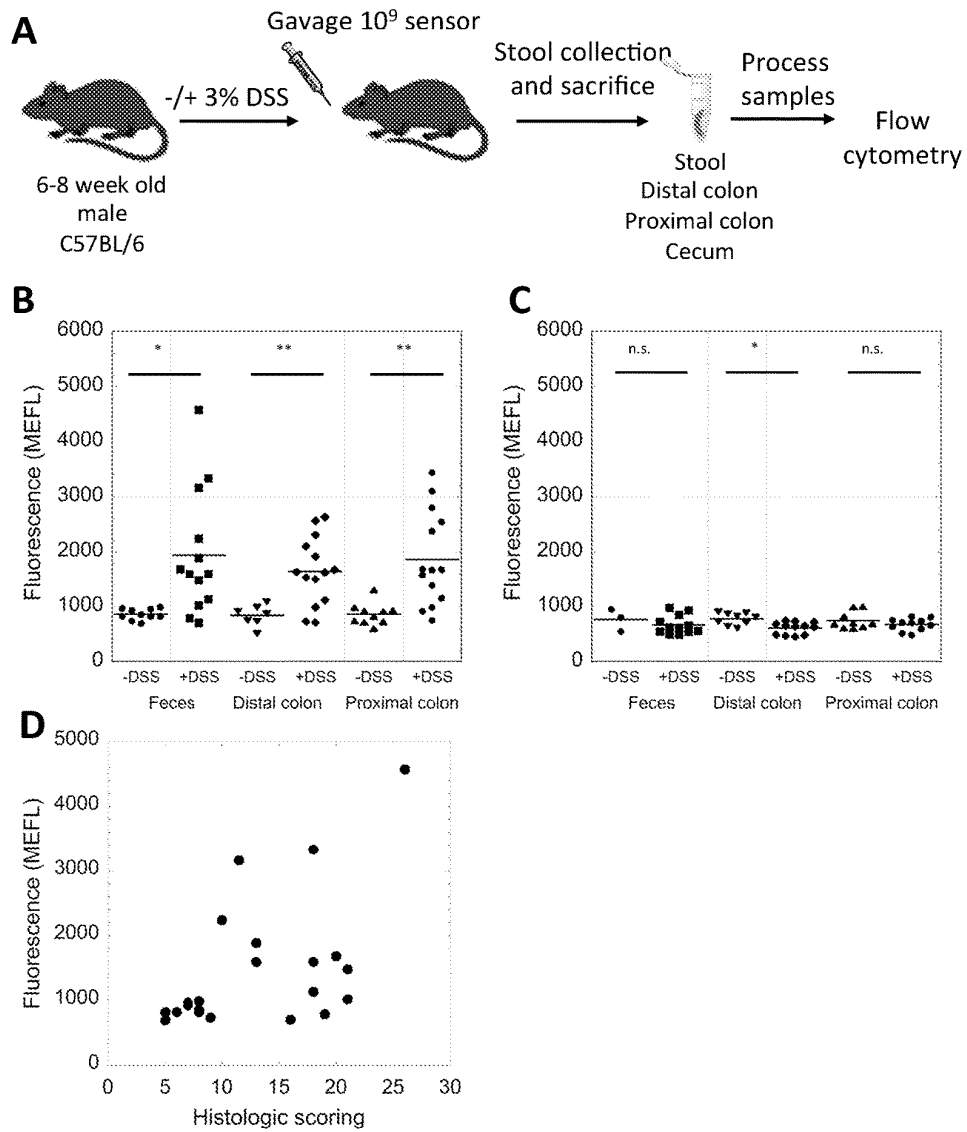 A
Gavage 10⁹ sensor
-/+ 3% DSS
Stool collection
and sacrifice
Process
samples
Flow
cytometry
6-8 week old
male
C57BL/6
Stool
Distal colon
Proximal colon
Cecum
B
Fluorescence (MEFL)
6000
5000
4000
3000
2000
1000
0
*
**
**
-DSS +DSS -DSS +DSS -DSS +DSS
Feces Distal colon Proximal colon
C
Fluorescence (MEFL)
6000
5000
4000
3000
2000
1000
0
n.s.
*
n.s.
-DSS +DSS -DSS +DSS -DSS +DSS
Feces Distal colon Proximal colon
D
Fluorescence (MEFL)
5000
4000
3000
2000
1000
0
0 5 10 15 20 25 30
Histologic scoring